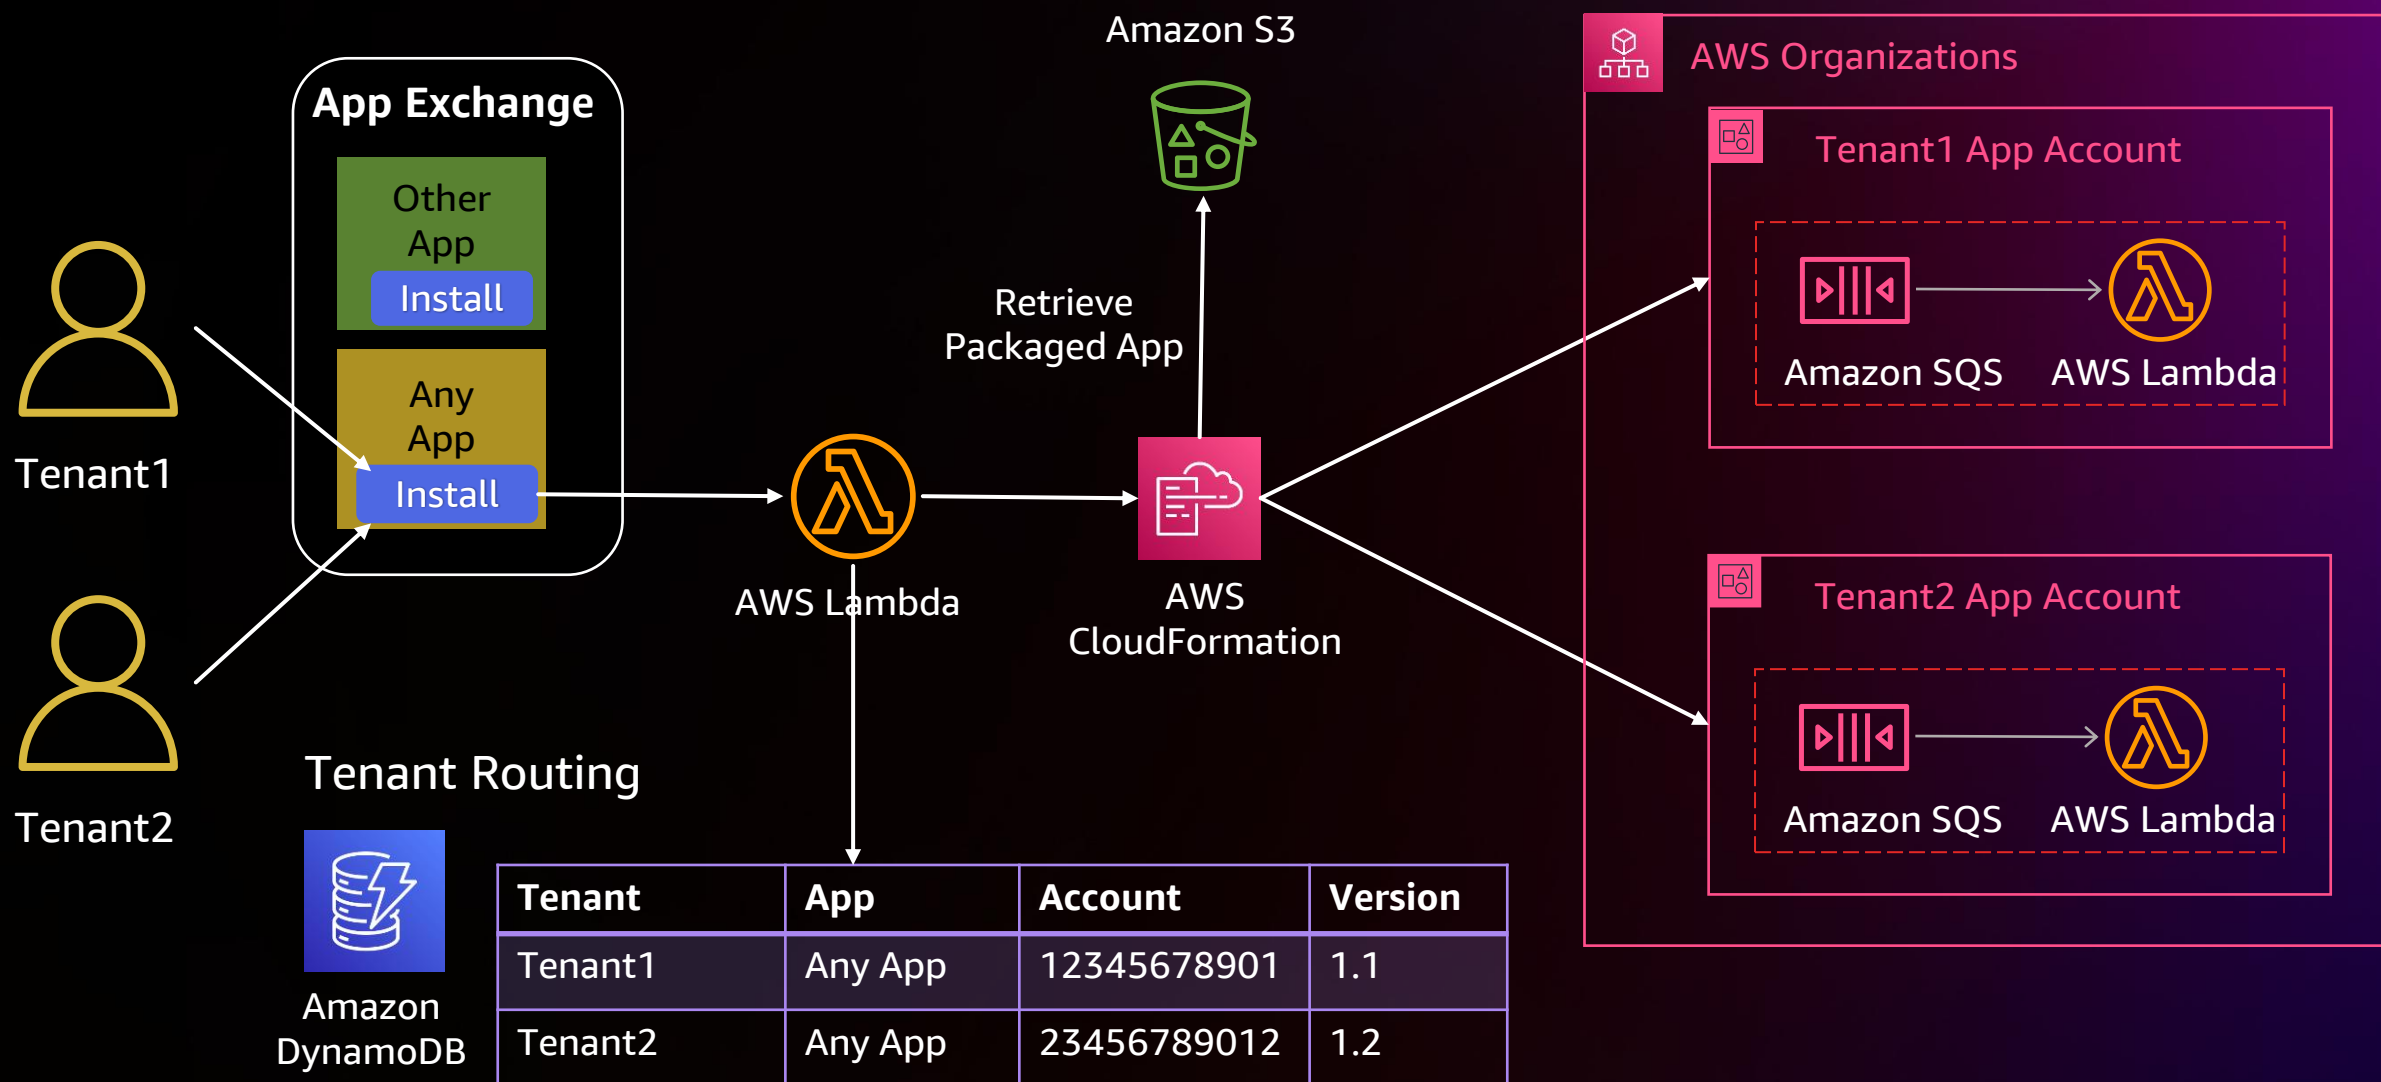 Amazon S3
AWS Organizations
App Exchange
Tenant1 App Account
Other
App
Install
Retrieve
Packaged App
Amazon SQS
AWS Lambda
Any
App
Install
Tenant1
AWS Lambda
AWS
CloudFormation
Tenant2 App Account
Tenant Routing
Tenant2
Amazon SQS
AWS Lambda
Amazon
DynamoDB
Tenant App Account Version
Tenant1 Any App 12345678901 1.1
Tenant2 Any App 23456789012 1.2